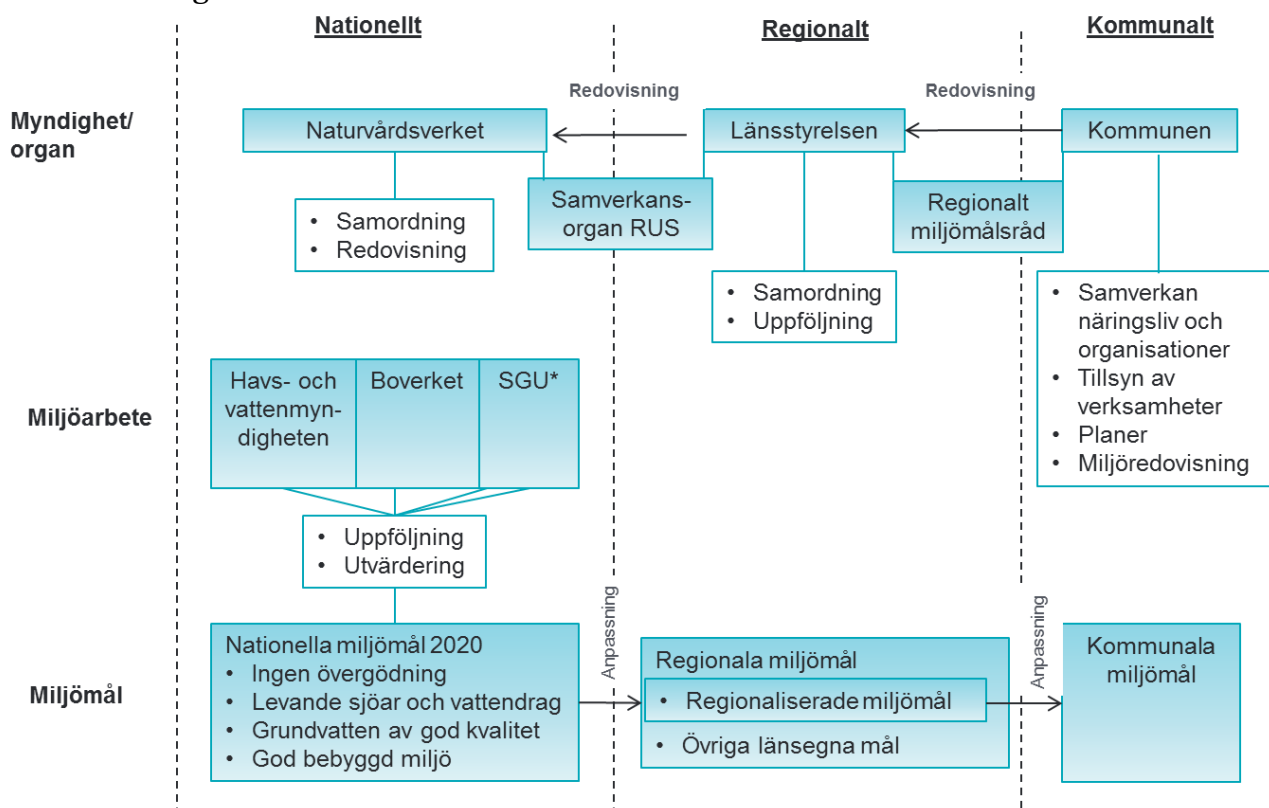 Nationellt
Regionalt
Kommunalt
Redovisning
Redovisning
Myndighet/
organ
Naturvårdsverket
Länsstyrelsen
Kommunen
Samverkans-
organ RUS
Regionalt
miljömålsråd
• Samordning
• Redovisning
• Samordning
• Uppföljning
• Samverkan
näringsliv och
organisationer
• Tillsyn av
verksamheter
• Planer
• Miljöredovisning
Miljöarbete
Havs- och
vattenmyn-
digheten
Boverket
SGU*
• Uppföljning
• Utvärdering
Anpassning
Anpassning
Miljömål
Nationella miljömål 2020
• Ingen övergödning
• Levande sjöar och vattendrag
• Grundvatten av god kvalitet
• God bebyggd miljö
Regionala miljömål
• Regionaliserade miljömål
• Övriga länsegna mål
Kommunala
miljömål